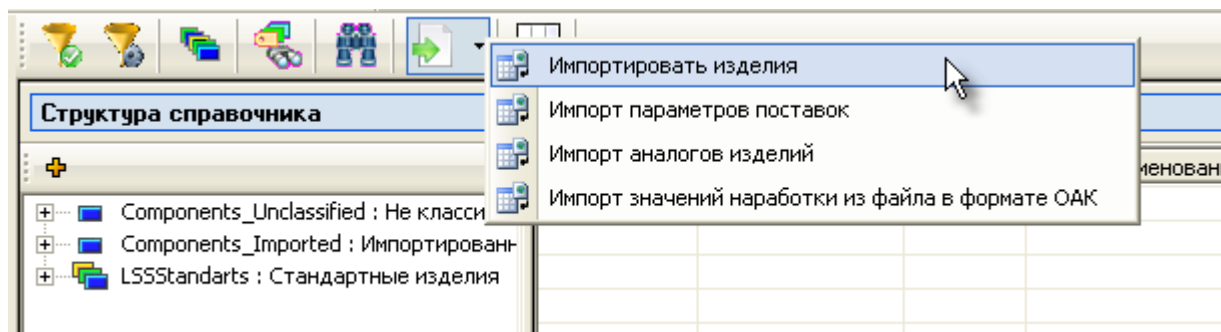 Импортировать изделия
Структура справочника
Импорт параметров поставок
Импорт аналогов изделий
Импорт значений наработки из файла в формате ОАК
Components_Unclassified : Не класси
Components_Imported : Импортированн
LSSStandarts : Стандартные изделия